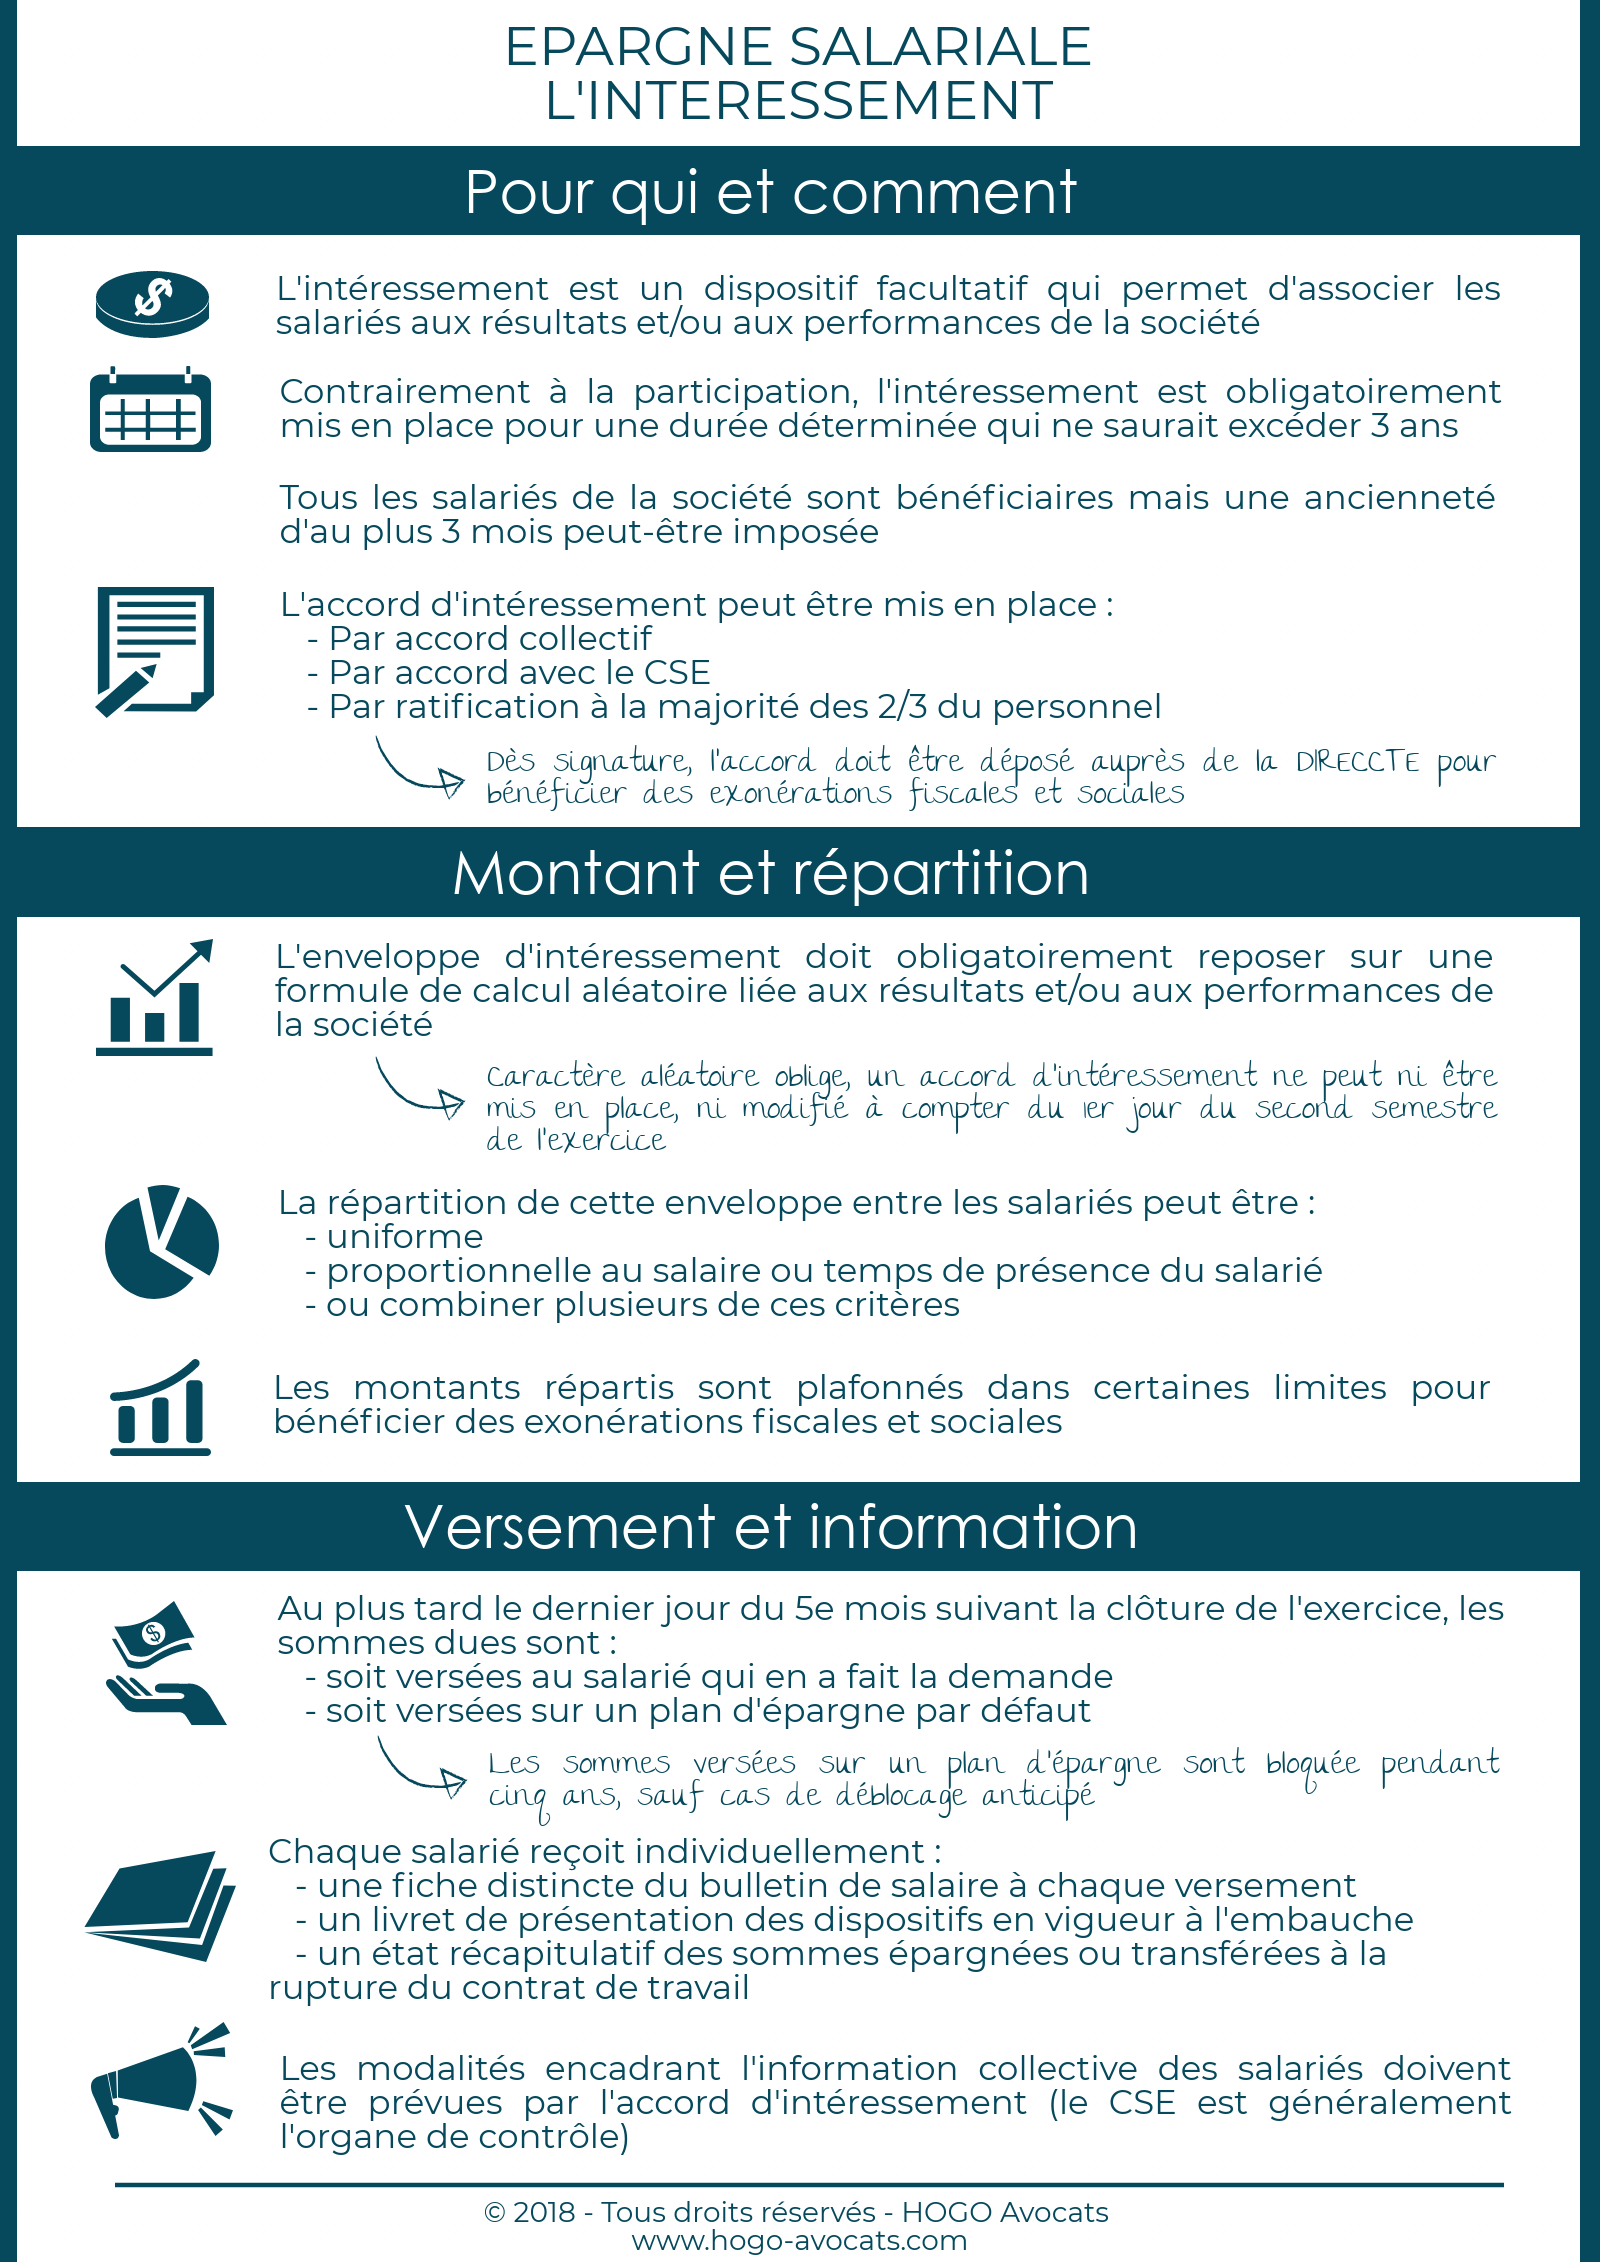 EPARGNE SALARIALE
L'INTERESSEMENT
Pour qui et comment
L'intéressement est un dispositif facultatif qui permet d'associer les
salariés aux résultats et/ou aux performances de la société
Contrairement à la participation, l'intéressement est obligatoirement
mis en place pour une durée déterminée qui ne saurait excéder 3 ans
Tous les salariés de la société sont bénéficiaires mais une ancienneté
d'au plus 3 mois peut-être imposée
L'accord d'intéressement peut être mis en place :
- Par accord collectif
- Par accord avec le CSE
- Par ratification à la majorité des 2/3 du personnel
Dès signature, l'accord doit être déposé auprès de la DIRECCTE pour
bénéficier des exonérations fiscales et sociales
Montant et répartition
L'enveloppe d'intéressement doit obligatoirement reposer sur une
formule de calcul aléatoire liée aux résultats et/ou aux performances de
la société
Caractère aléatoire oblige, un accord d'intéressement ne peut ni être
mis en place, ni modifié à compter du 1er jour du second semestre
de l'exercice
La répartition de cette enveloppe entre les salariés peut être :
- uniforme
- proportionnelle au salaire ou temps de présence du salarié
- ou combiner plusieurs de ces critères
Les montants répartis sont plafonnés dans certaines limites pour
bénéficier des exonérations fiscales et sociales
Versement et information
Au plus tard le dernier jour du 5e mois suivant la clôture de l'exercice, les
sommes dues sont :
- soit versées au salarié qui en a fait la demande
- soit versées sur un plan d'épargne par défaut
Les sommes versées sur un plan d'épargne sont bloquée pendant
cinq ans, sauf cas de déblocage anticipé
Chaque salarié reçoit individuellement :
- une fiche distincte du bulletin de salaire à chaque versement
- un livret de présentation des dispositifs en vigueur à l'embauche
- un état récapitulatif des sommes épargnées ou transférées à la
rupture du contrat de travail
Les modalités encadrant l'information collective des salariés doivent
être prévues par l'accord d'intéressement (le CSE est généralement
l'organe de contrôle)
© 2018 - Tous droits réservés - HOGO Avocats
www.hogo-avocats.com